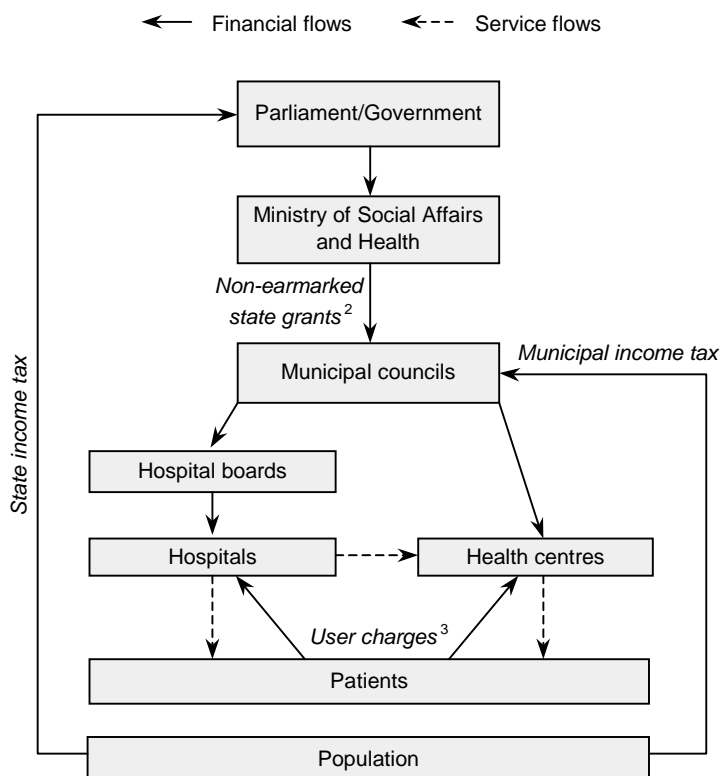 Financial flows
Service flows
Parliament/Government
Ministry of Social Affairs
and Health
Non-earmarked
state grants²
Municipal income tax
Municipal councils
State income tax
Hospital boards
Hospitals
Health centres
User charges³
Patients
Population